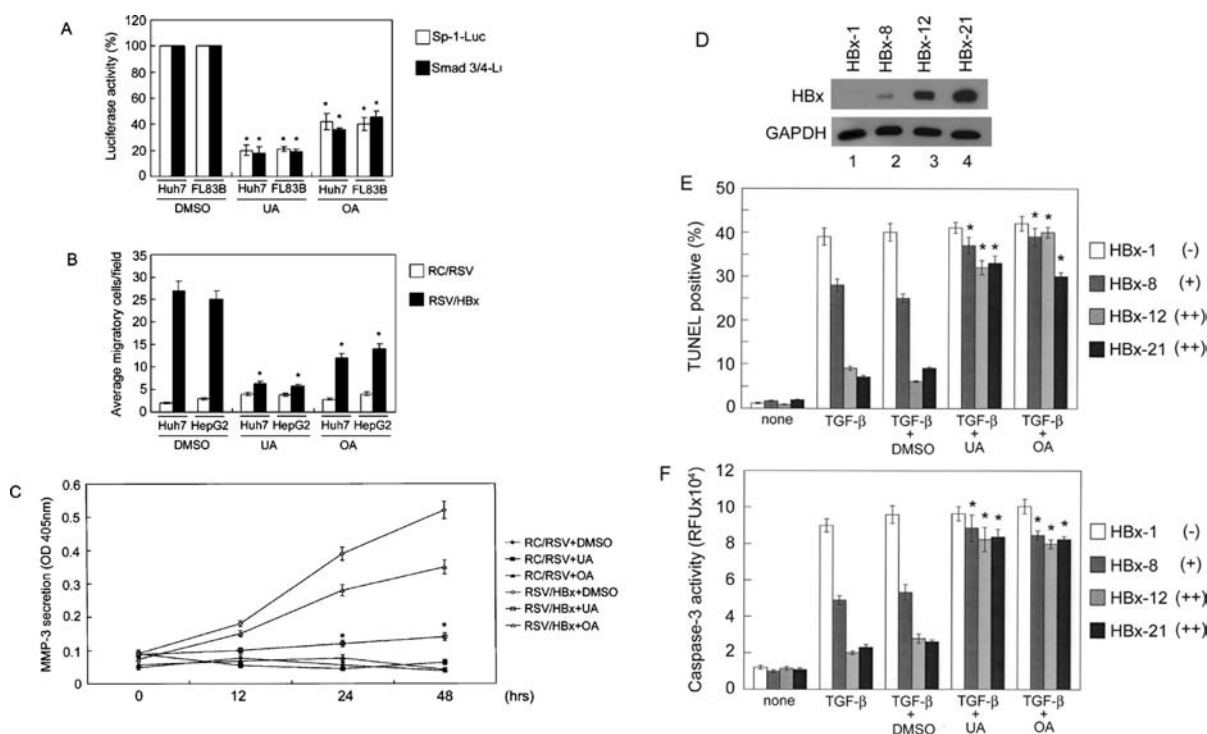 A
Luciferase activity (%)
120
100
80
60
40
20
0
Sp-1-Luc
Smad 3/4-Lu
* * * *
* * * *
Huh7 FL83B Huh7 FL83B Huh7 FL83B
DMSO UA OA
B
Average migratory cells/field
35
30
25
20
15
10
5
0
RC/RSV
RSV/HBx
* * * *
Huh7 HepG2 Huh7 HepG2 Huh7 HepG2
DMSO UA OA
C
MMP-3 secretion (OD 405nm)
0.6
0.5
0.4
0.3
0.2
0.1
0
* *
0 12 24 48 (hrs)
RC/RSV+DMSO
RC/RSV+UA
RC/RSV+OA
RSV/HBx+DMSO
RSV/HBx+UA
RSV/HBx+OA
D
HBx-1 HBx-8 HBx-12 HBx-21
HBx
GAPDH
1 2 3 4
E
TUNEL positive (%)
50
40
30
20
10
0
* * * * * *
none TGF-β TGF-β + DMSO TGF-β + UA TGF-β + OA
HBx-1 (-)
HBx-8 (+)
HBx-12 (++)
HBx-21 (++)
F
Caspase-3 activity (RFUx10⁴)
12
10
8
6
4
2
0
* * * * * *
none TGF-β TGF-β + DMSO TGF-β + UA TGF-β + OA
HBx-1 (-)
HBx-8 (+)
HBx-12 (++)
HBx-21 (++)